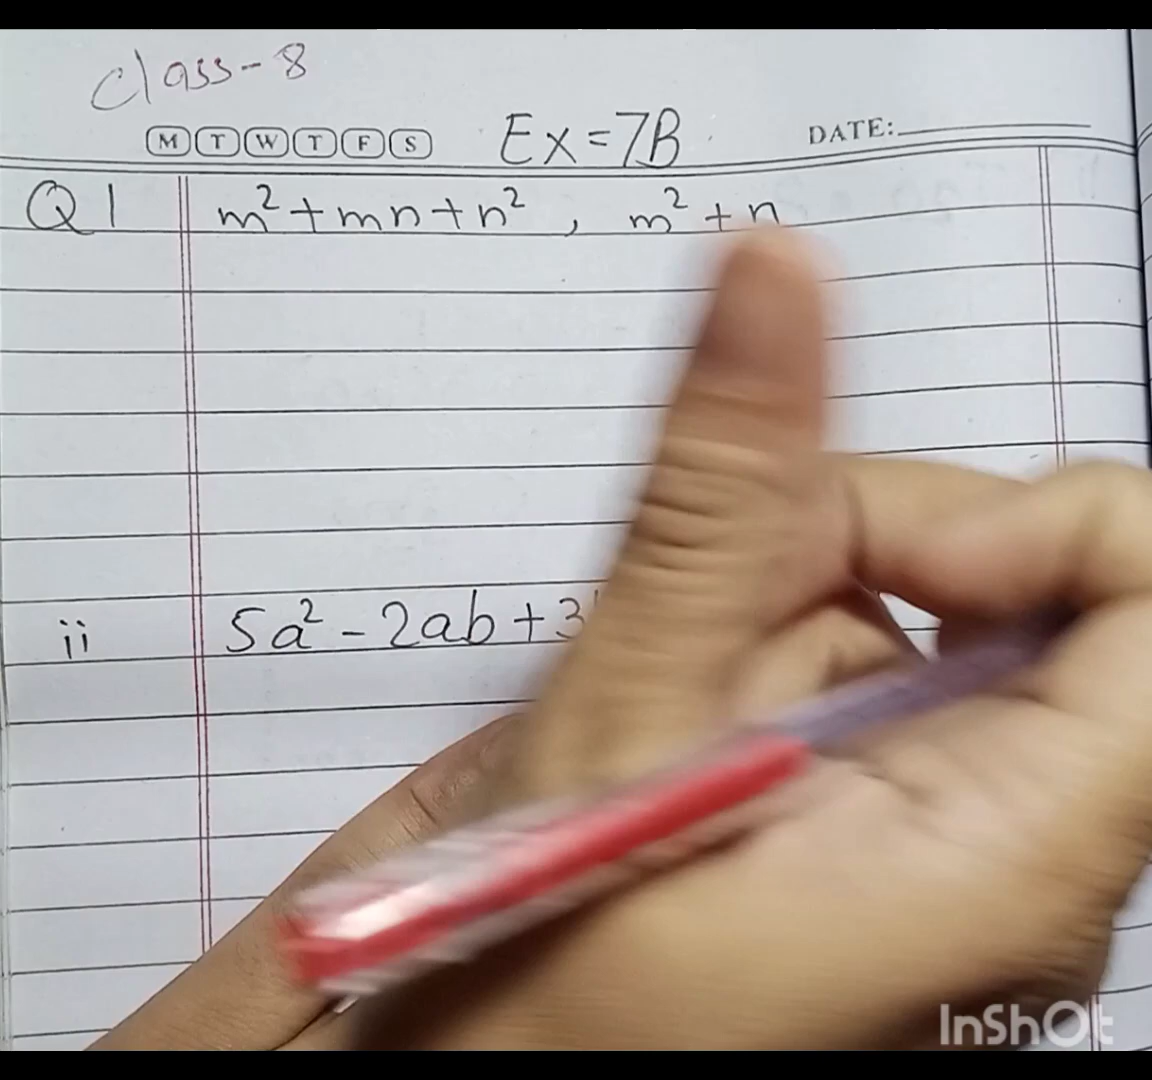 Class-8
M T W T F S Ex=7B DATE:
Q1 m²+mn+n² , m²+n
ii 5a²-2ab+3
InShOt